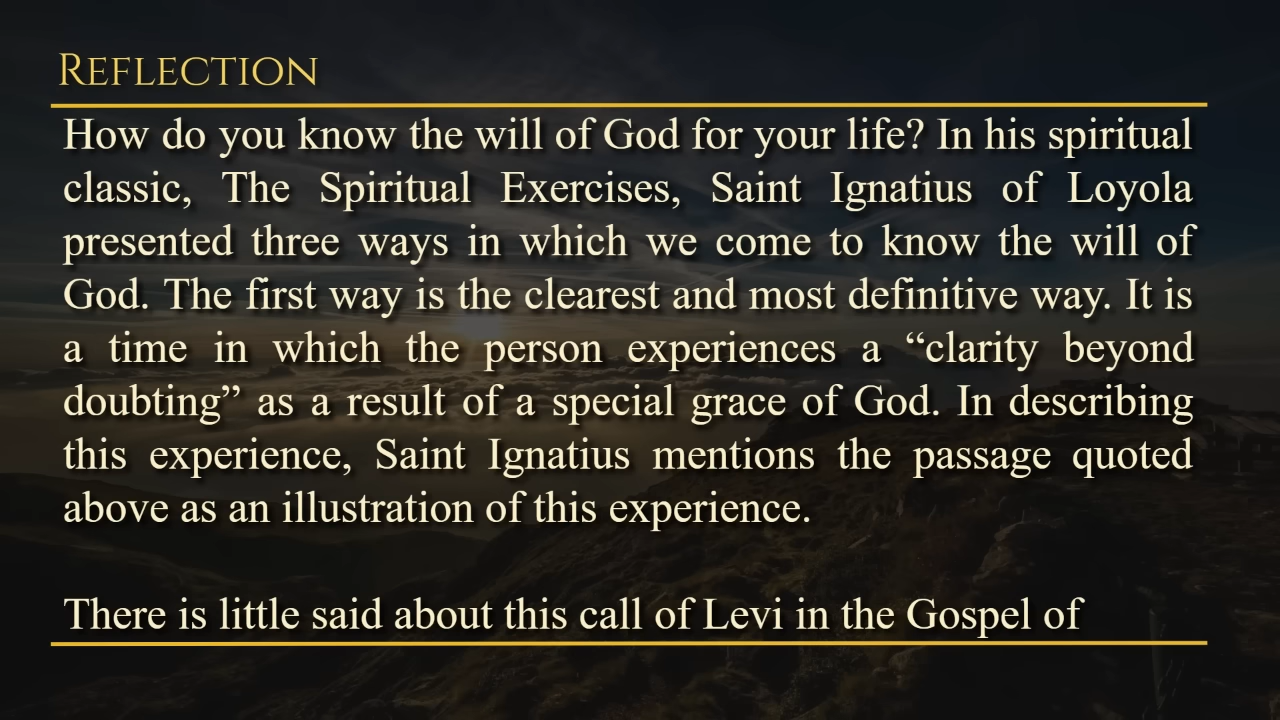 Reflection
How do you know the will of God for your life? In his spiritual
classic, The Spiritual Exercises, Saint Ignatius of Loyola
presented three ways in which we come to know the will of
God. The first way is the clearest and most definitive way. It is
a time in which the person experiences a “clarity beyond
doubting” as a result of a special grace of God. In describing
this experience, Saint Ignatius mentions the passage quoted
above as an illustration of this experience.
There is little said about this call of Levi in the Gospel of